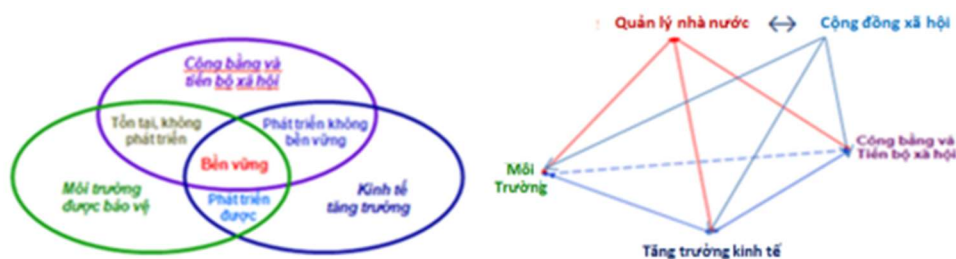 Công bằng và
tiến bộ xã hội
Tồn tại, không
phát triển
Phát triển không
bền vững
Bền vững
Môi trường
được bảo vệ
Phát triển
được
Kinh tế
tăng trưởng
Quản lý nhà nước ↔ Cộng đồng xã hội
Môi
Trường
Công bằng và
Tiến bộ xã hội
Tăng trưởng kinh tế